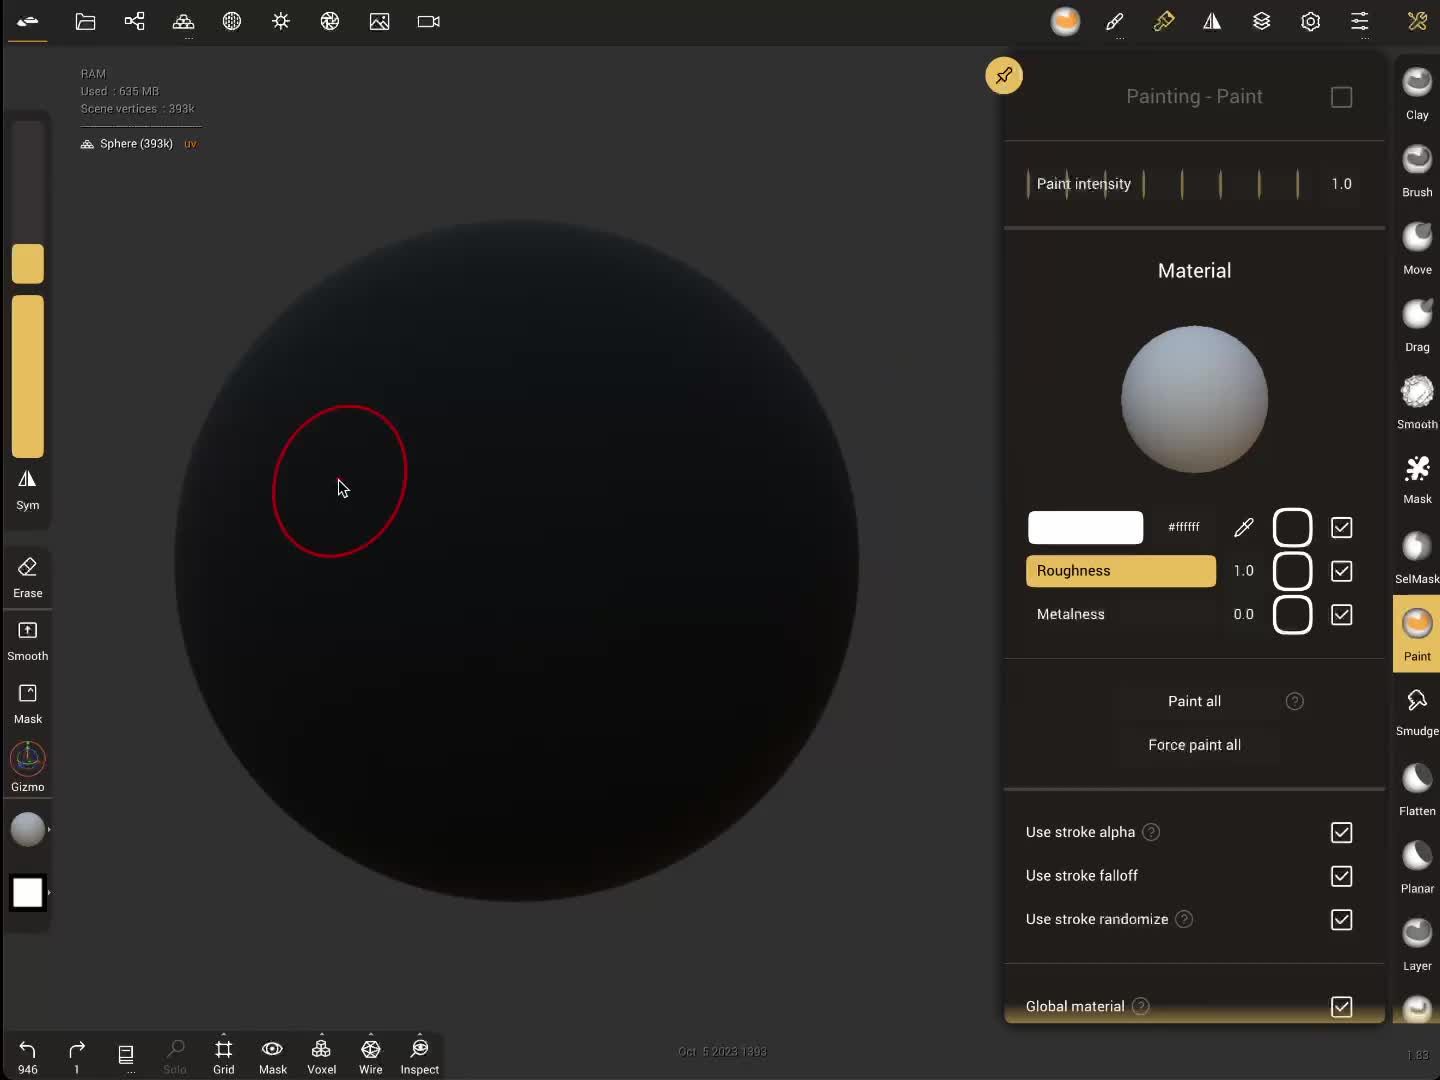 RAM
Used : 635 MB
Scene vertices : 393k
Sphere (393k) uv
Sym
Erase
Smooth
Mask
Gizmo
Painting - Paint
Paint intensity 1.0
Material
#ffffff
Roughness 1.0
Metalness 0.0
Paint all ?
Force paint all
Use stroke alpha ?
Use stroke falloff
Use stroke randomize ?
Global material ?
Clay
Brush
Move
Drag
Smooth
Mask
SelMask
Paint
Smudge
Flatten
Planar
Layer
946
1
...
Solo
Grid
Mask
Voxel
Wire
Inspect
Oct 5 2023 1393
1.83